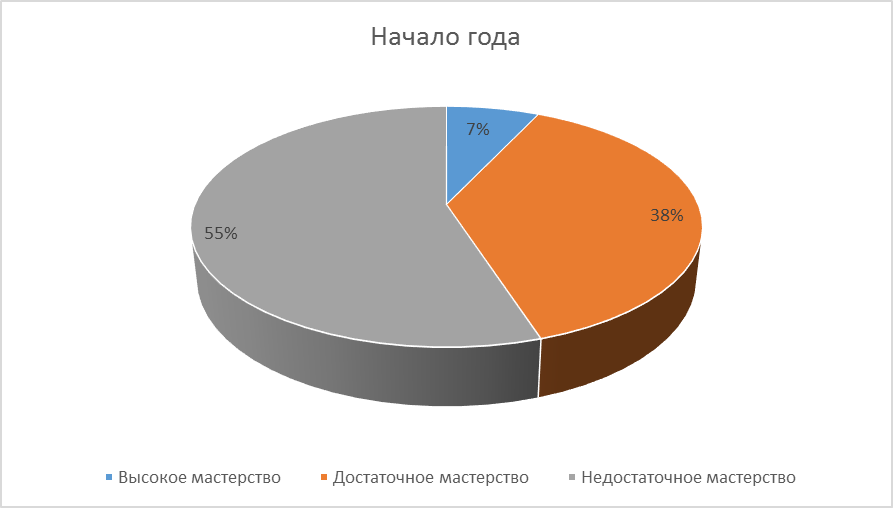 Начало года
7%
38%
55%
Высокое мастерство
Достаточное мастерство
Недостаточное мастерство